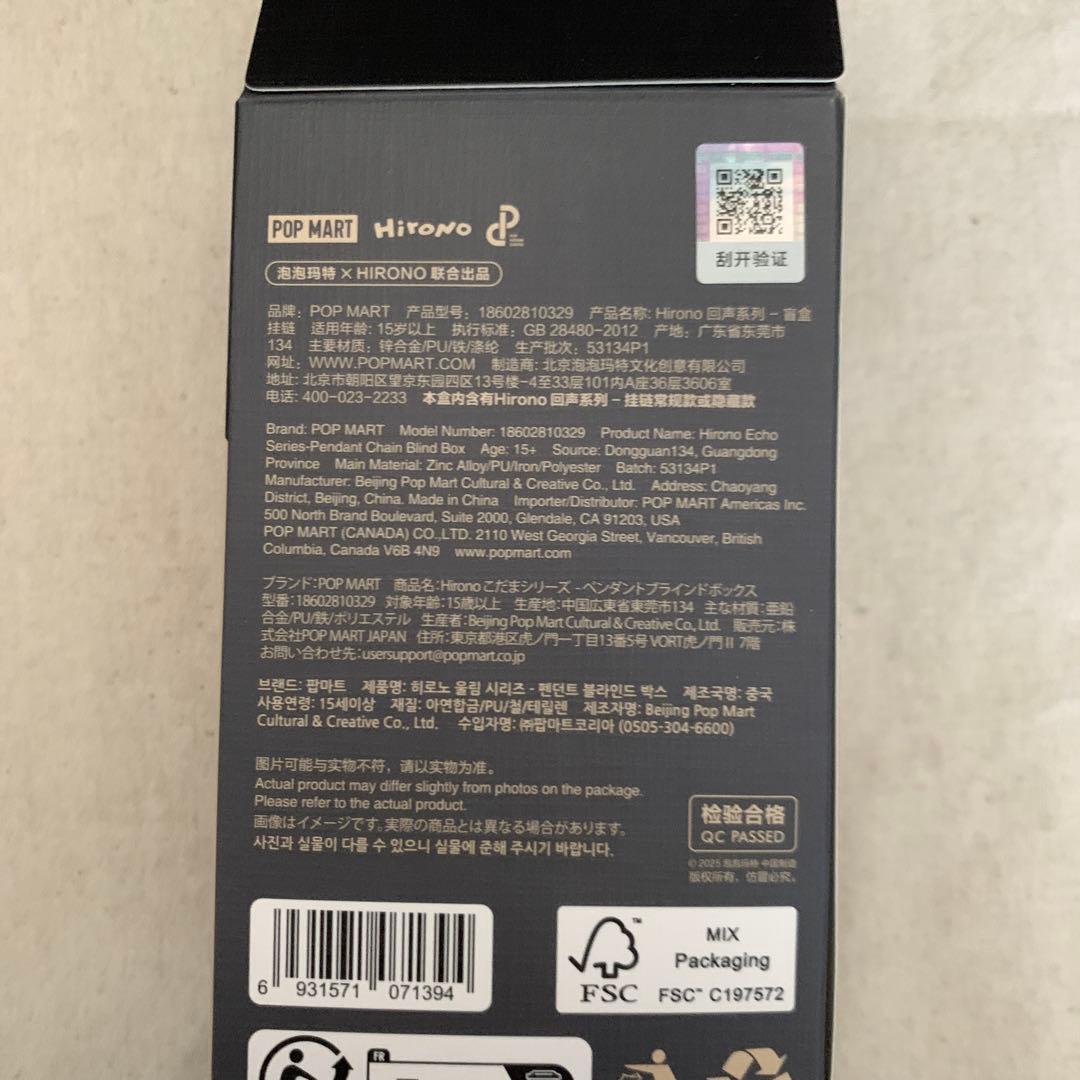 POP MART HIRONO
刮开验证
泡泡玛特 × HIRONO 联合出品
品牌: POP MART 产品型号: 18602810329 产品名称: Hirono 回声系列 - 盲盒
挂链 适用年龄: 15岁以上 执行标准: GB 28480-2012 产地: 广东省东莞市
134 主要材质: 锌合金/PU/铁/涤纶 生产批次: 53134P1
网址: WWW.POPMART.COM 制造商: 北京泡泡玛特文化创意有限公司
地址: 北京市朝阳区望京东园四区13号楼-4至33层101内A座36层3606室
电话: 400-023-2233 本盒内含有Hirono 回声系列 - 挂链常规款或隐藏款
Brand: POP MART Model Number: 18602810329 Product Name: Hirono Echo
Series-Pendant Chain Blind Box Age: 15+ Source: Dongguan134, Guangdong
Province Main Material: Zinc Alloy/PU/Iron/Polyester Batch: 53134P1
Manufacturer: Beijing Pop Mart Cultural & Creative Co., Ltd. Address: Chaoyang
District, Beijing, China. Made in China Importer/Distributor: POP MART Americas Inc.
500 North Brand Boulevard, Suite 2000, Glendale, CA 91203, USA
POP MART (CANADA) CO.,LTD. 2110 West Georgia Street, Vancouver, British
Columbia, Canada V6B 4N9 www.popmart.com
ブランド:POP MART 商品名:Hirono こだまシリーズ - ペンダントブラインドボックス
型番:18602810329 対象年齢:15歳以上 生産地:中国広東省東莞市134 主な材質:亜鉛
合金/PU/鉄/ポリエステル 生産者:Beijing Pop Mart Cultural & Creative Co., Ltd. 販売元:株
式会社POP MART JAPAN 住所:東京都港区虎ノ門一丁目13番5号 VORT虎ノ門 II 7階
お問い合わせ先:usersupport@popmart.co.jp
브랜드: 팝마트 제품명: 히로노 울림 시리즈 - 펜던트 블라인드 박스 제조국명: 중국
사용연령: 15세이상 재질: 아연합금/PU/철/테릴렌 제조자명: Beijing Pop Mart
Cultural & Creative Co., Ltd. 수입자명: ㈜팝마트코리아 (0505-304-6600)
图片可能与实物不符，请以实物为准。
Actual product may differ slightly from photos on the package.
Please refer to the actual product.
画像はイメージです。実際の商品とは異なる場合があります。
사진과 실물이 다를 수 있으니 실물에 준해 주시기 바랍니다.
检验合格
QC PASSED
© 2025 泡泡玛特 中国制造
版权所有，仿冒必究。
6 931571 071394
MIX
Packaging
FSC™ C197572
FSC
FR